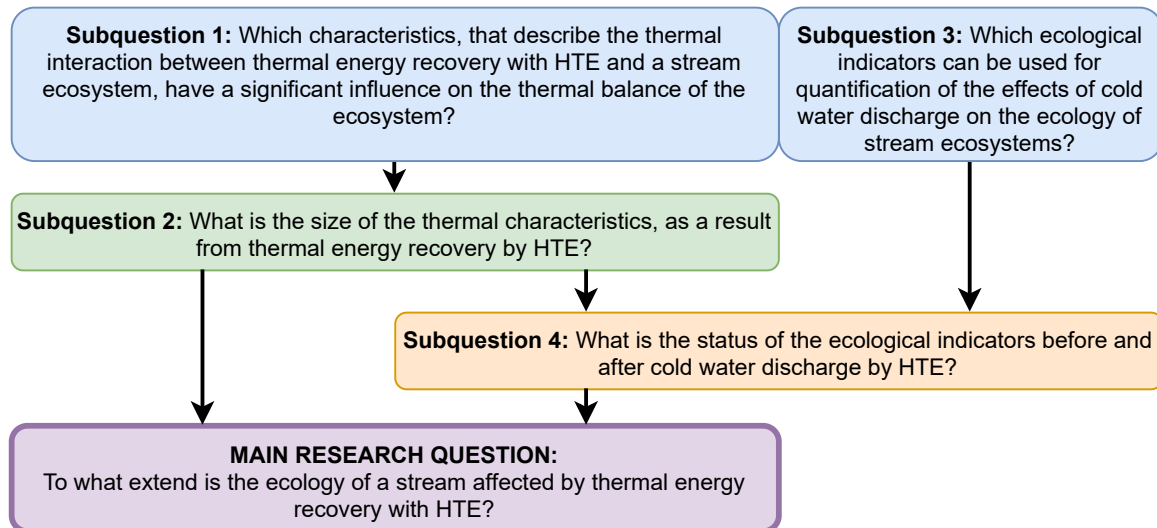 Subquestion 1: Which characteristics, that describe the thermal
interaction between thermal energy recovery with HTE and a stream
ecosystem, have a significant influence on the thermal balance of the
ecosystem?
Subquestion 3: Which ecological
indicators can be used for
quantification of the effects of cold
water discharge on the ecology of
stream ecosystems?
Subquestion 2: What is the size of the thermal characteristics, as a result
from thermal energy recovery by HTE?
Subquestion 4: What is the status of the ecological indicators before and
after cold water discharge by HTE?
MAIN RESEARCH QUESTION:
To what extend is the ecology of a stream affected by thermal energy
recovery with HTE?